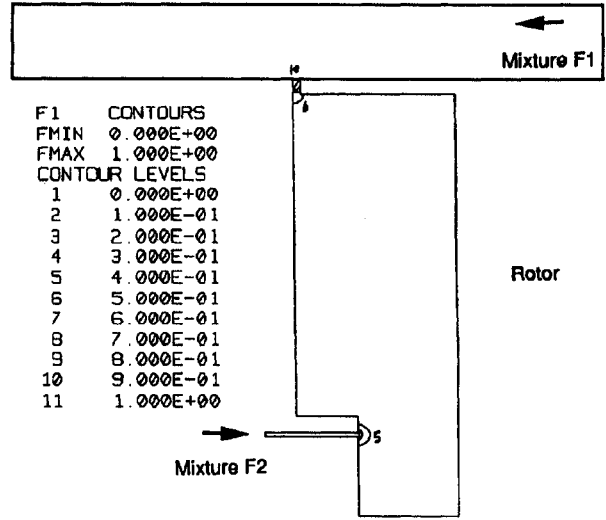 Mixture F1
10
F1 CONTOURS
FMIN 0.000E+00
FMAX 1.000E+00
CONTOUR LEVELS
1 0.000E+00
2 1.000E-01
3 2.000E-01
4 3.000E-01
5 4.000E-01
6 5.000E-01
7 6.000E-01
8 7.000E-01
9 8.000E-01
10 9.000E-01
11 1.000E+00
Rotor
5
Mixture F2